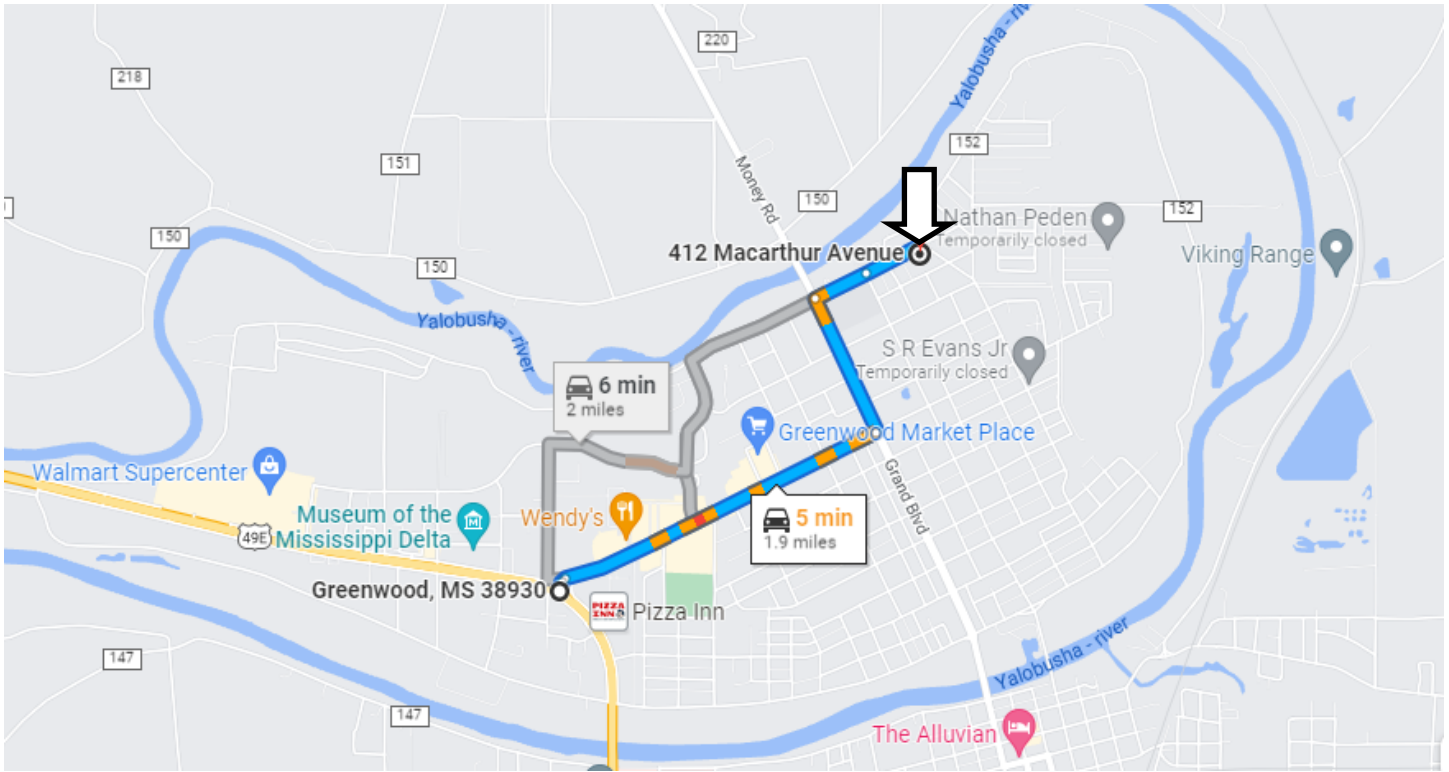 Yalobusha - riv
220
218
152
151
Money Rd
150
152
Nathan Peden
Temporarily closed
150
412 Macarthur Avenue
Viking Range
150
Yalobusha - river
S R Evans Jr
Temporarily closed
6 min
2 miles
Greenwood Market Place
Walmart Supercenter
Grand Blvd
Museum of the
Mississippi Delta
Wendy's
5 min
1.9 miles
49E
Greenwood, MS 38930
PIZZA
INN
Pizza Inn
147
Yalobusha - river
147
The Alluvian